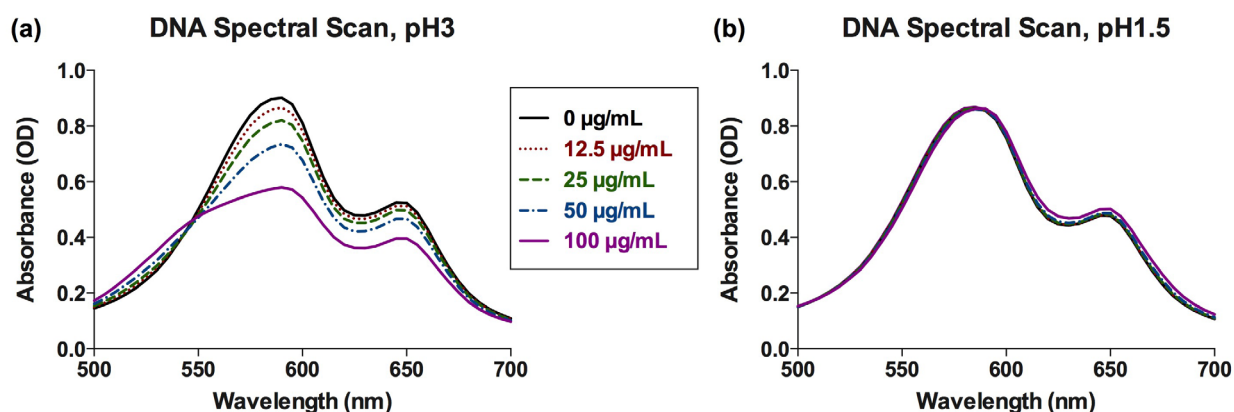 (a) DNA Spectral Scan, pH3
1.0
0.8
0.6
0.4
0.2
0.0
Absorbance (OD)
500 550 600 650 700
Wavelength (nm)
0 µg/mL
12.5 µg/mL
25 µg/mL
50 µg/mL
100 µg/mL
(b) DNA Spectral Scan, pH1.5
1.0
0.8
0.6
0.4
0.2
0.0
Absorbance (OD)
500 550 600 650 700
Wavelength (nm)